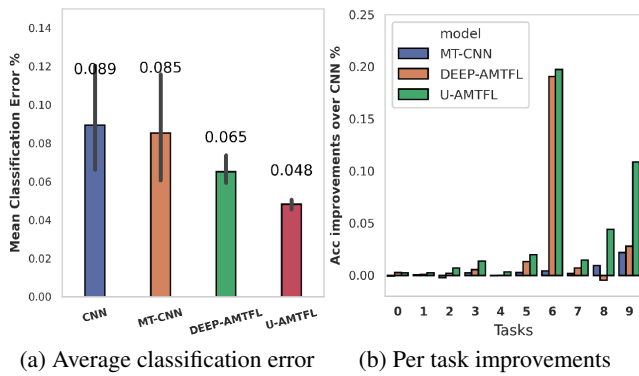 Mean Classification Error %
0.14
0.12
0.10
0.08
0.06
0.04
0.02
0.00
0.089
0.085
0.065
0.048
CNN
MT-CNN
DEEP-AMTFL
U-AMTFL
(a) Average classification error
Acc improvements over CNN %
0.25
0.20
0.15
0.10
0.05
0.00
model
MT-CNN
DEEP-AMTFL
U-AMTFL
0 1 2 3 4 5 6 7 8 9
Tasks
(b) Per task improvements